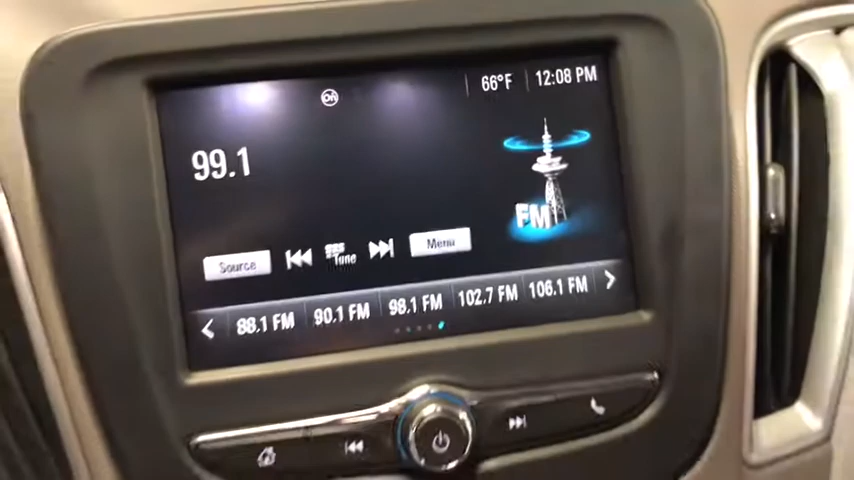 On 66°F 12:08 PM
99.1
FM
Source Tune Menu
88.1 FM 90.1 FM 98.1 FM 102.7 FM 106.1 FM